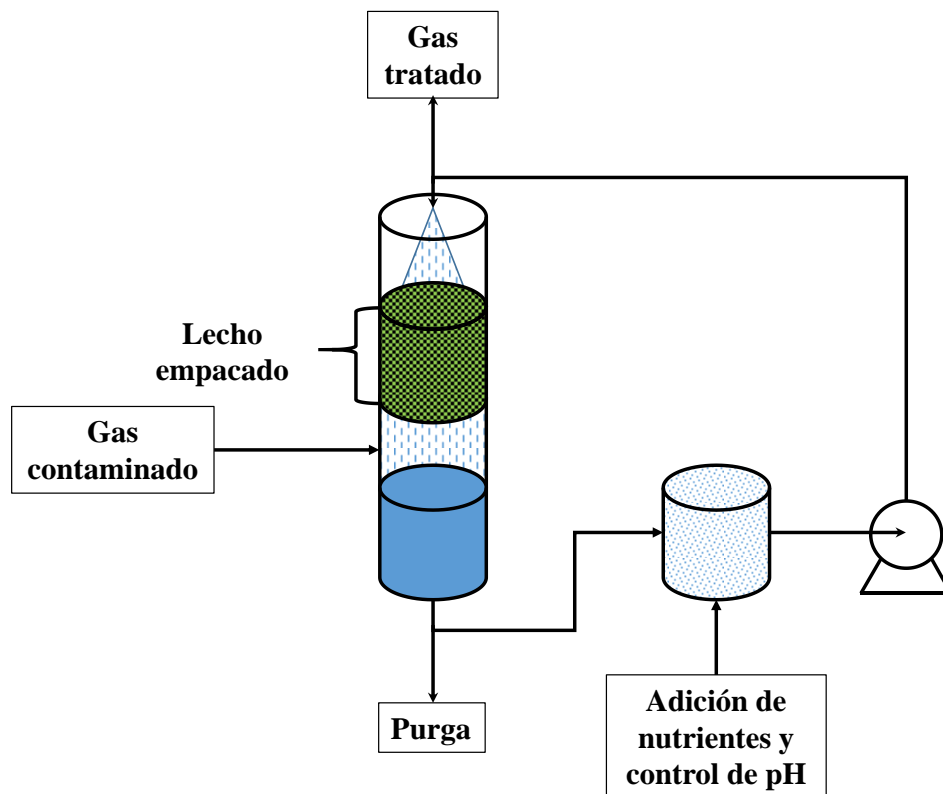 Gas
tratado
Lecho
empacado
Gas
contaminado
Purga
Adición de
nutrientes y
control de pH